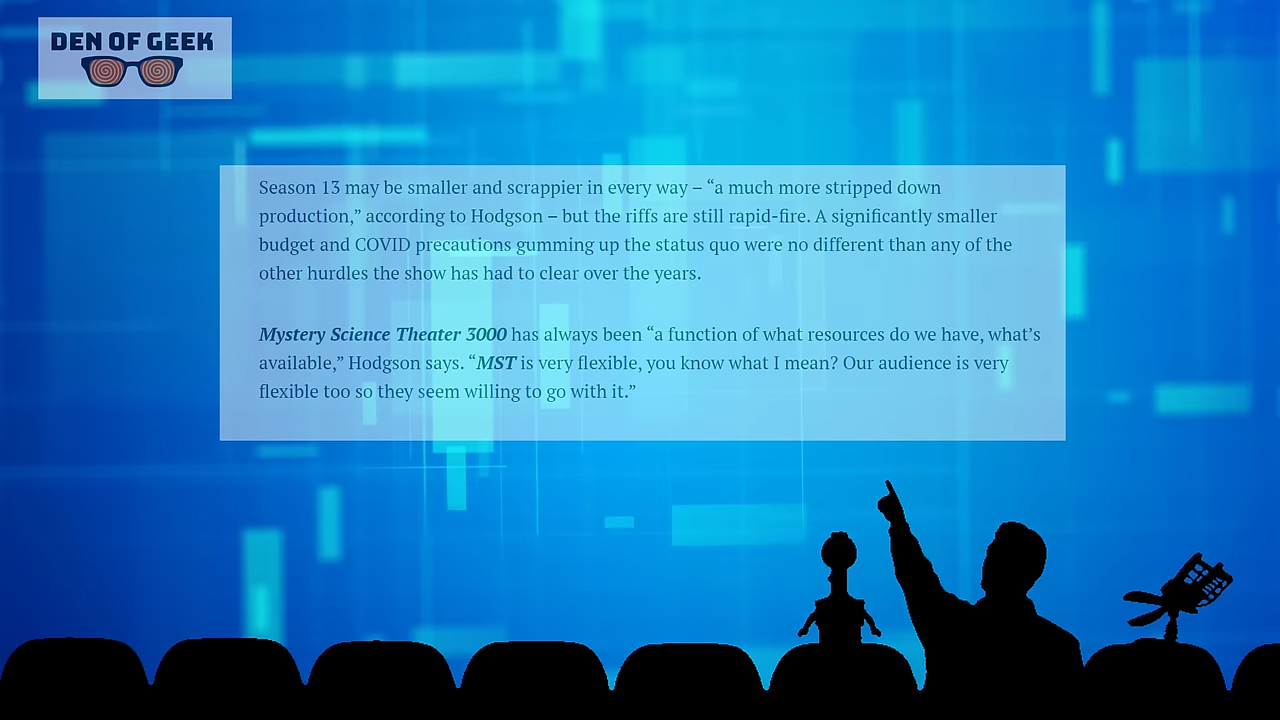 DEN OF GEEK
Season 13 may be smaller and scrappier in every way – “a much more stripped down
production,” according to Hodgson – but the riffs are still rapid-fire. A significantly smaller
budget and COVID precautions gumming up the status quo were no different than any of the
other hurdles the show has had to clear over the years.
Mystery Science Theater 3000 has always been “a function of what resources do we have, what’s
available,” Hodgson says. “MST is very flexible, you know what I mean? Our audience is very
flexible too so they seem willing to go with it.”